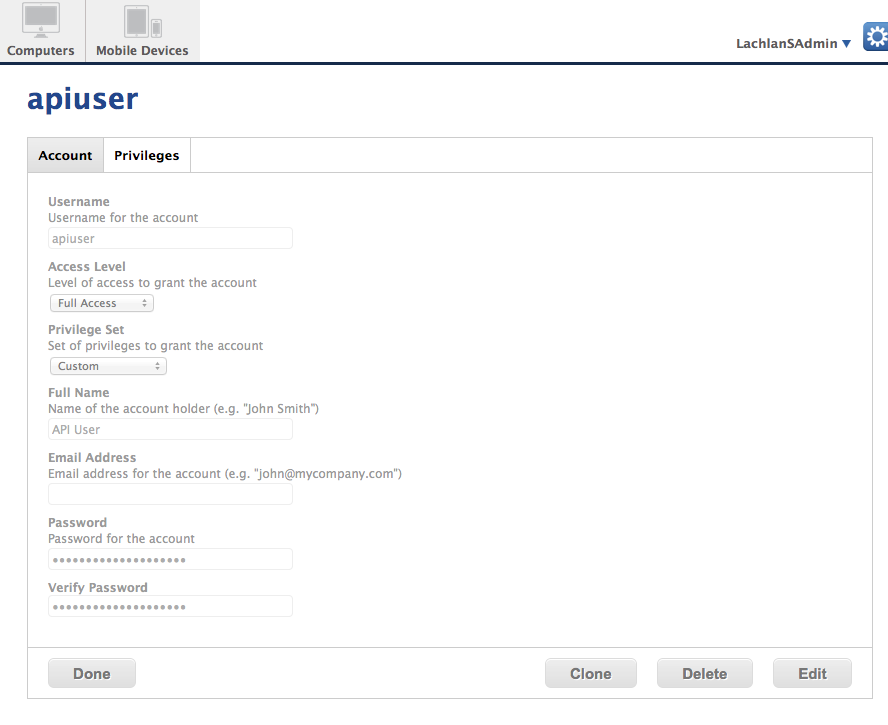 Computers
Mobile Devices
LachlanSAdmin ▼
apiuser
Account
Privileges
Username
Username for the account
apiuser
Access Level
Level of access to grant the account
Full Access
Privilege Set
Set of privileges to grant the account
Custom
Full Name
Name of the account holder (e.g. "John Smith")
API User
Email Address
Email address for the account (e.g. "john@mycompany.com")
Password
Password for the account
••••••••••••••••••••
Verify Password
••••••••••••••••••••
Done
Clone
Delete
Edit